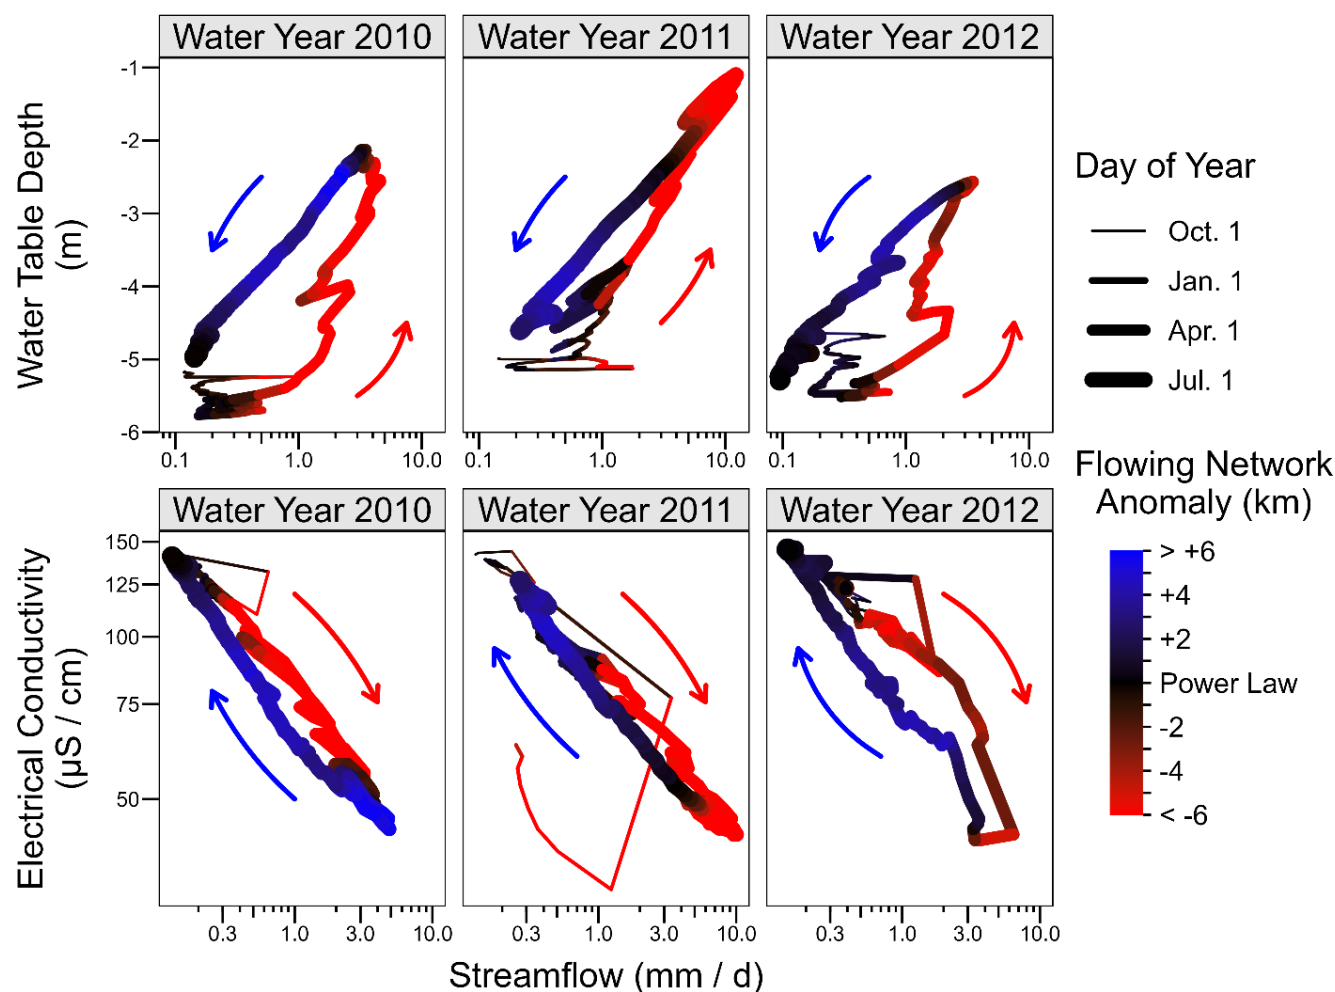 Water Year 2010
Water Year 2011
Water Year 2012
Water Table Depth
(m)
-1
-2
-3
-4
-5
-6
0.1
1.0
10.0
0.1
1.0
10.0
0.1
1.0
10.0
Day of Year
Oct. 1
Jan. 1
Apr. 1
Jul. 1
Flowing Network
Anomaly (km)
> +6
+4
+2
Power Law
-2
-4
< -6
Water Year 2010
Water Year 2011
Water Year 2012
Electrical Conductivity
(µS / cm)
150
125
100
75
50
0.3
1.0
3.0
10.0
0.3
1.0
3.0
10.0
0.3
1.0
3.0
10.0
Streamflow (mm / d)